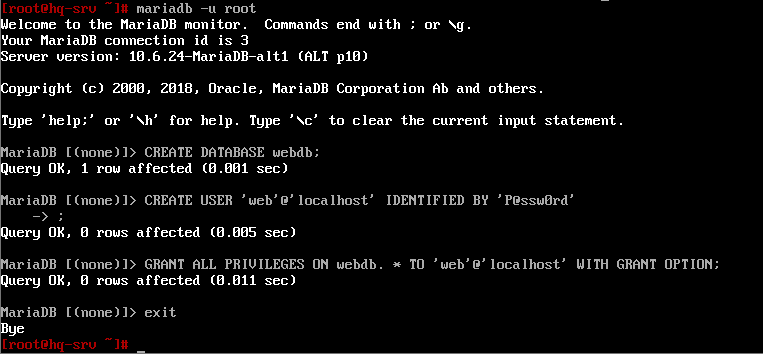 [root@hq-srv ~]# mariadb -u root
Welcome to the MariaDB monitor.  Commands end with ; or \g.
Your MariaDB connection id is 3
Server version: 10.6.24-MariaDB-alt1 (ALT p10)
Copyright (c) 2000, 2018, Oracle, MariaDB Corporation Ab and others.
Type 'help;' or '\h' for help. Type '\c' to clear the current input statement.
MariaDB [(none)]> CREATE DATABASE webdb;
Query OK, 1 row affected (0.001 sec)
MariaDB [(none)]> CREATE USER 'web'@'localhost' IDENTIFIED BY 'P@ssw0rd'
    -> ;
Query OK, 0 rows affected (0.005 sec)
MariaDB [(none)]> GRANT ALL PRIVILEGES ON webdb. * TO 'web'@'localhost' WITH GRANT OPTION;
Query OK, 0 rows affected (0.011 sec)
MariaDB [(none)]> exit
Bye
[root@hq-srv ~]# _